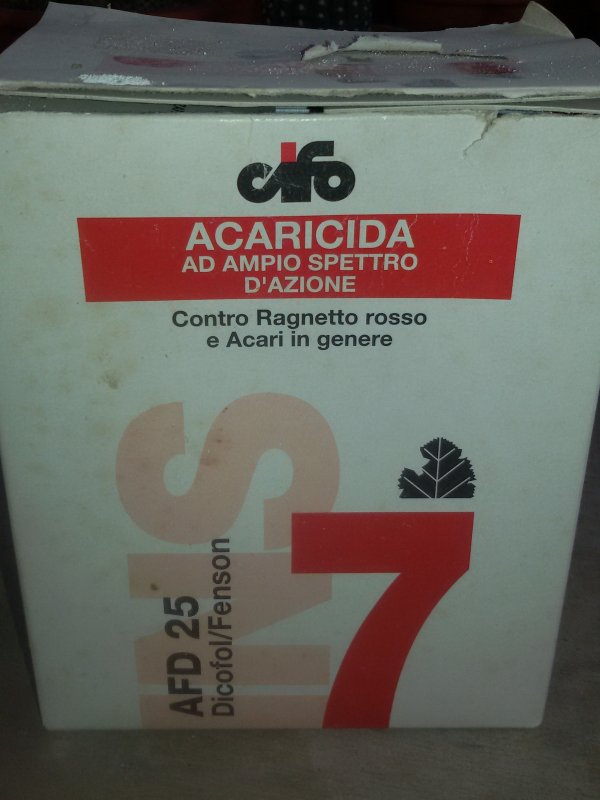 cifo
ACARICIDA
AD AMPIO SPETTRO
D'AZIONE
Contro Ragnetto rosso
e Acari in genere
INS
7
AFD 25
Dicofol/Fenson